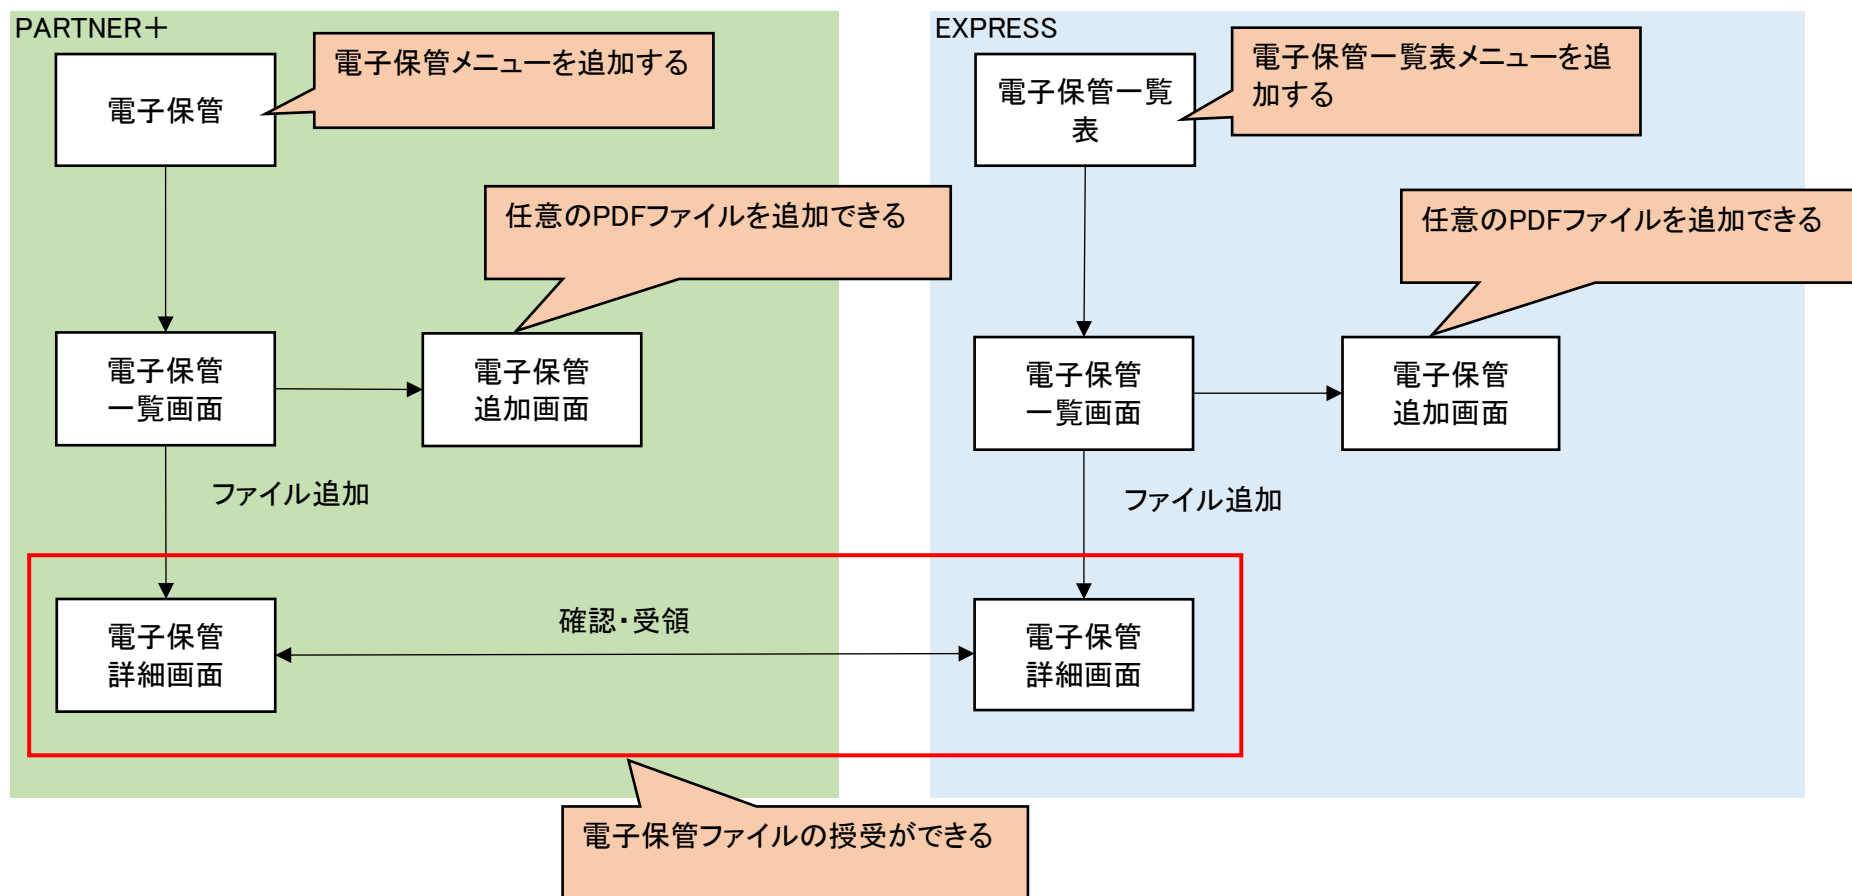 PARTNER＋
電子保管
電子保管メニューを追加する
任意のPDFファイルを追加できる
電子保管
一覧画面
電子保管
追加画面
ファイル追加
電子保管
詳細画面
確認・受領
EXPRESS
電子保管一覧
表
電子保管一覧表メニューを追
加する
任意のPDFファイルを追加できる
電子保管
一覧画面
電子保管
追加画面
ファイル追加
電子保管
詳細画面
電子保管ファイルの授受ができる